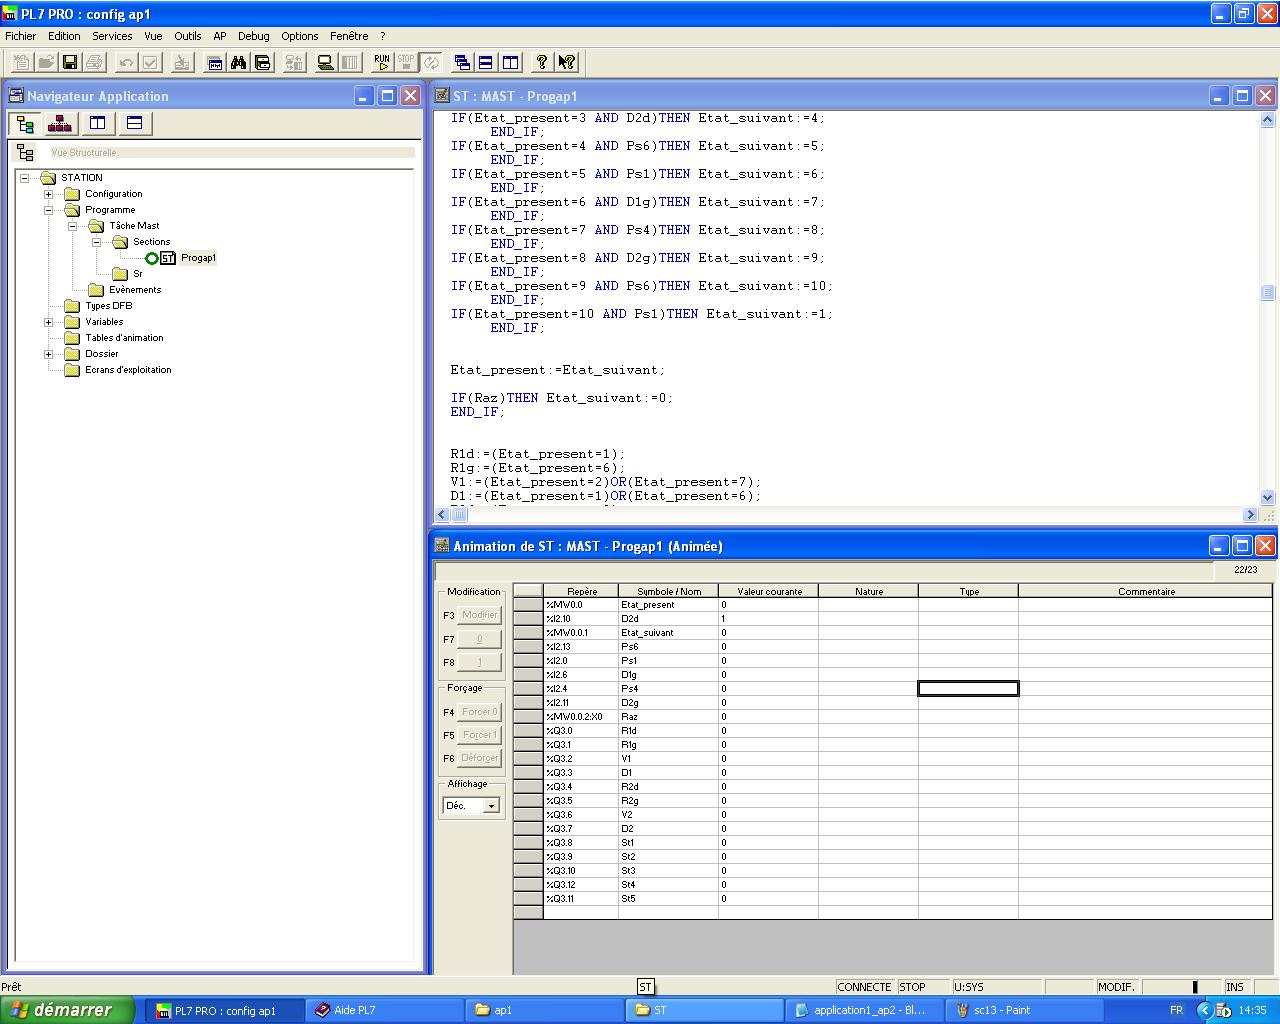 PL7 PRO : config ap1
Fichier Edition Services Vue Outils AP Debug Options Fenêtre ?
RUN STOP
Navigateur Application
Vue Structurelle
STATION
Configuration
Programme
Tâche Mast
Sections
ST Progap1
Sr
Evènements
Types DFB
Variables
Tables d'animation
Dossier
Ecrans d'exploitation
ST : MAST - Progap1
IF(Etat_present=3 AND D2d)THEN Etat_suivant:=4;
END_IF;
IF(Etat_present=4 AND Ps6)THEN Etat_suivant:=5;
END_IF;
IF(Etat_present=5 AND Ps1)THEN Etat_suivant:=6;
END_IF;
IF(Etat_present=6 AND D1g)THEN Etat_suivant:=7;
END_IF;
IF(Etat_present=7 AND Ps4)THEN Etat_suivant:=8;
END_IF;
IF(Etat_present=8 AND D2g)THEN Etat_suivant:=9;
END_IF;
IF(Etat_present=9 AND Ps6)THEN Etat_suivant:=10;
END_IF;
IF(Etat_present=10 AND Ps1)THEN Etat_suivant:=1;
END_IF;
Etat_present:=Etat_suivant;
IF(Raz)THEN Etat_suivant:=0;
END_IF;
R1d:=(Etat_present=1);
R1g:=(Etat_present=6);
V1:=(Etat_present=2)OR(Etat_present=7);
D1:=(Etat_present=1)OR(Etat_present=6);
Animation de ST : MAST - Progap1 (Animée)
22/23
Modification
F3 Modifier
F7 0
F8 1
Forçage
F4 Forcer 0
F5 Forcer 1
F6 Déforcer
Affichage
Déc.
Repère Symbole / Nom Valeur courante Nature Type Commentaire
%MW0.0 Etat_present 0
%I2.10 D2d 1
%MW0.0.1 Etat_suivant 0
%I2.13 Ps6 0
%I2.0 Ps1 0
%I2.6 D1g 0
%I2.4 Ps4 0
%I2.11 D2g 0
%MW0.0.2:X0 Raz 0
%Q3.0 R1d 0
%Q3.1 R1g 0
%Q3.2 V1 0
%Q3.3 D1 0
%Q3.4 R2d 0
%Q3.5 R2g 0
%Q3.6 V2 0
%Q3.7 D2 0
%Q3.8 St1 0
%Q3.9 St2 0
%Q3.10 St3 0
%Q3.12 St4 0
%Q3.11 St5 0
Prêt ST CONNECTE STOP U:SYS MODIF. INS
démarrer PL7 PRO : config ap1 Aide PL7 ap1 ST application1_ap2 - Bl... sc13 - Paint FR 14:35